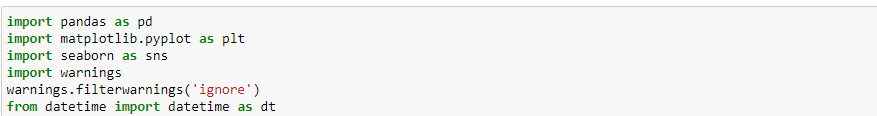 import pandas as pd
import matplotlib.pyplot as plt
import seaborn as sns
import warnings
warnings.filterwarnings('ignore')
from datetime import datetime as dt